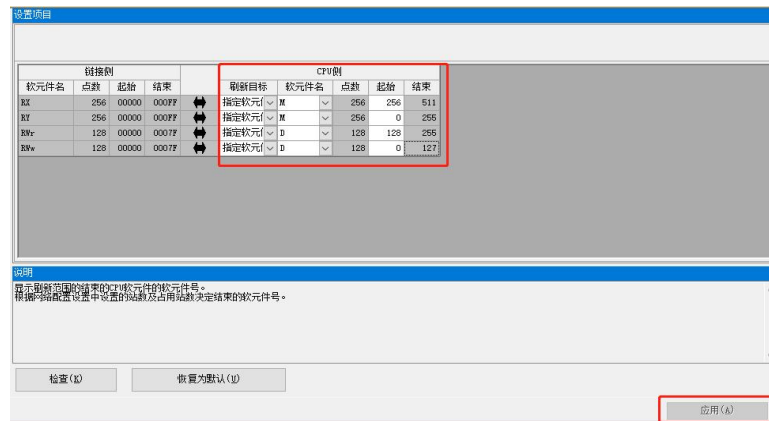 设置项目
链接侧 CPU侧
软元件名 点数 起始 结束 刷新目标 软元件名 点数 起始 结束
RX 256 00000 000FF 指定软元件 M 256 256 511
RY 256 00000 000FF 指定软元件 M 256 0 255
RWr 128 00000 0007F 指定软元件 D 128 128 255
RWw 128 00000 0007F 指定软元件 D 128 0 127
说明
显示刷新范围的结束的CPU软元件的软元件号。
根据网络配置设置中设置的站数及占用站数决定结束的软元件号。
检查(K) 恢复为默认(U)
应用(A)